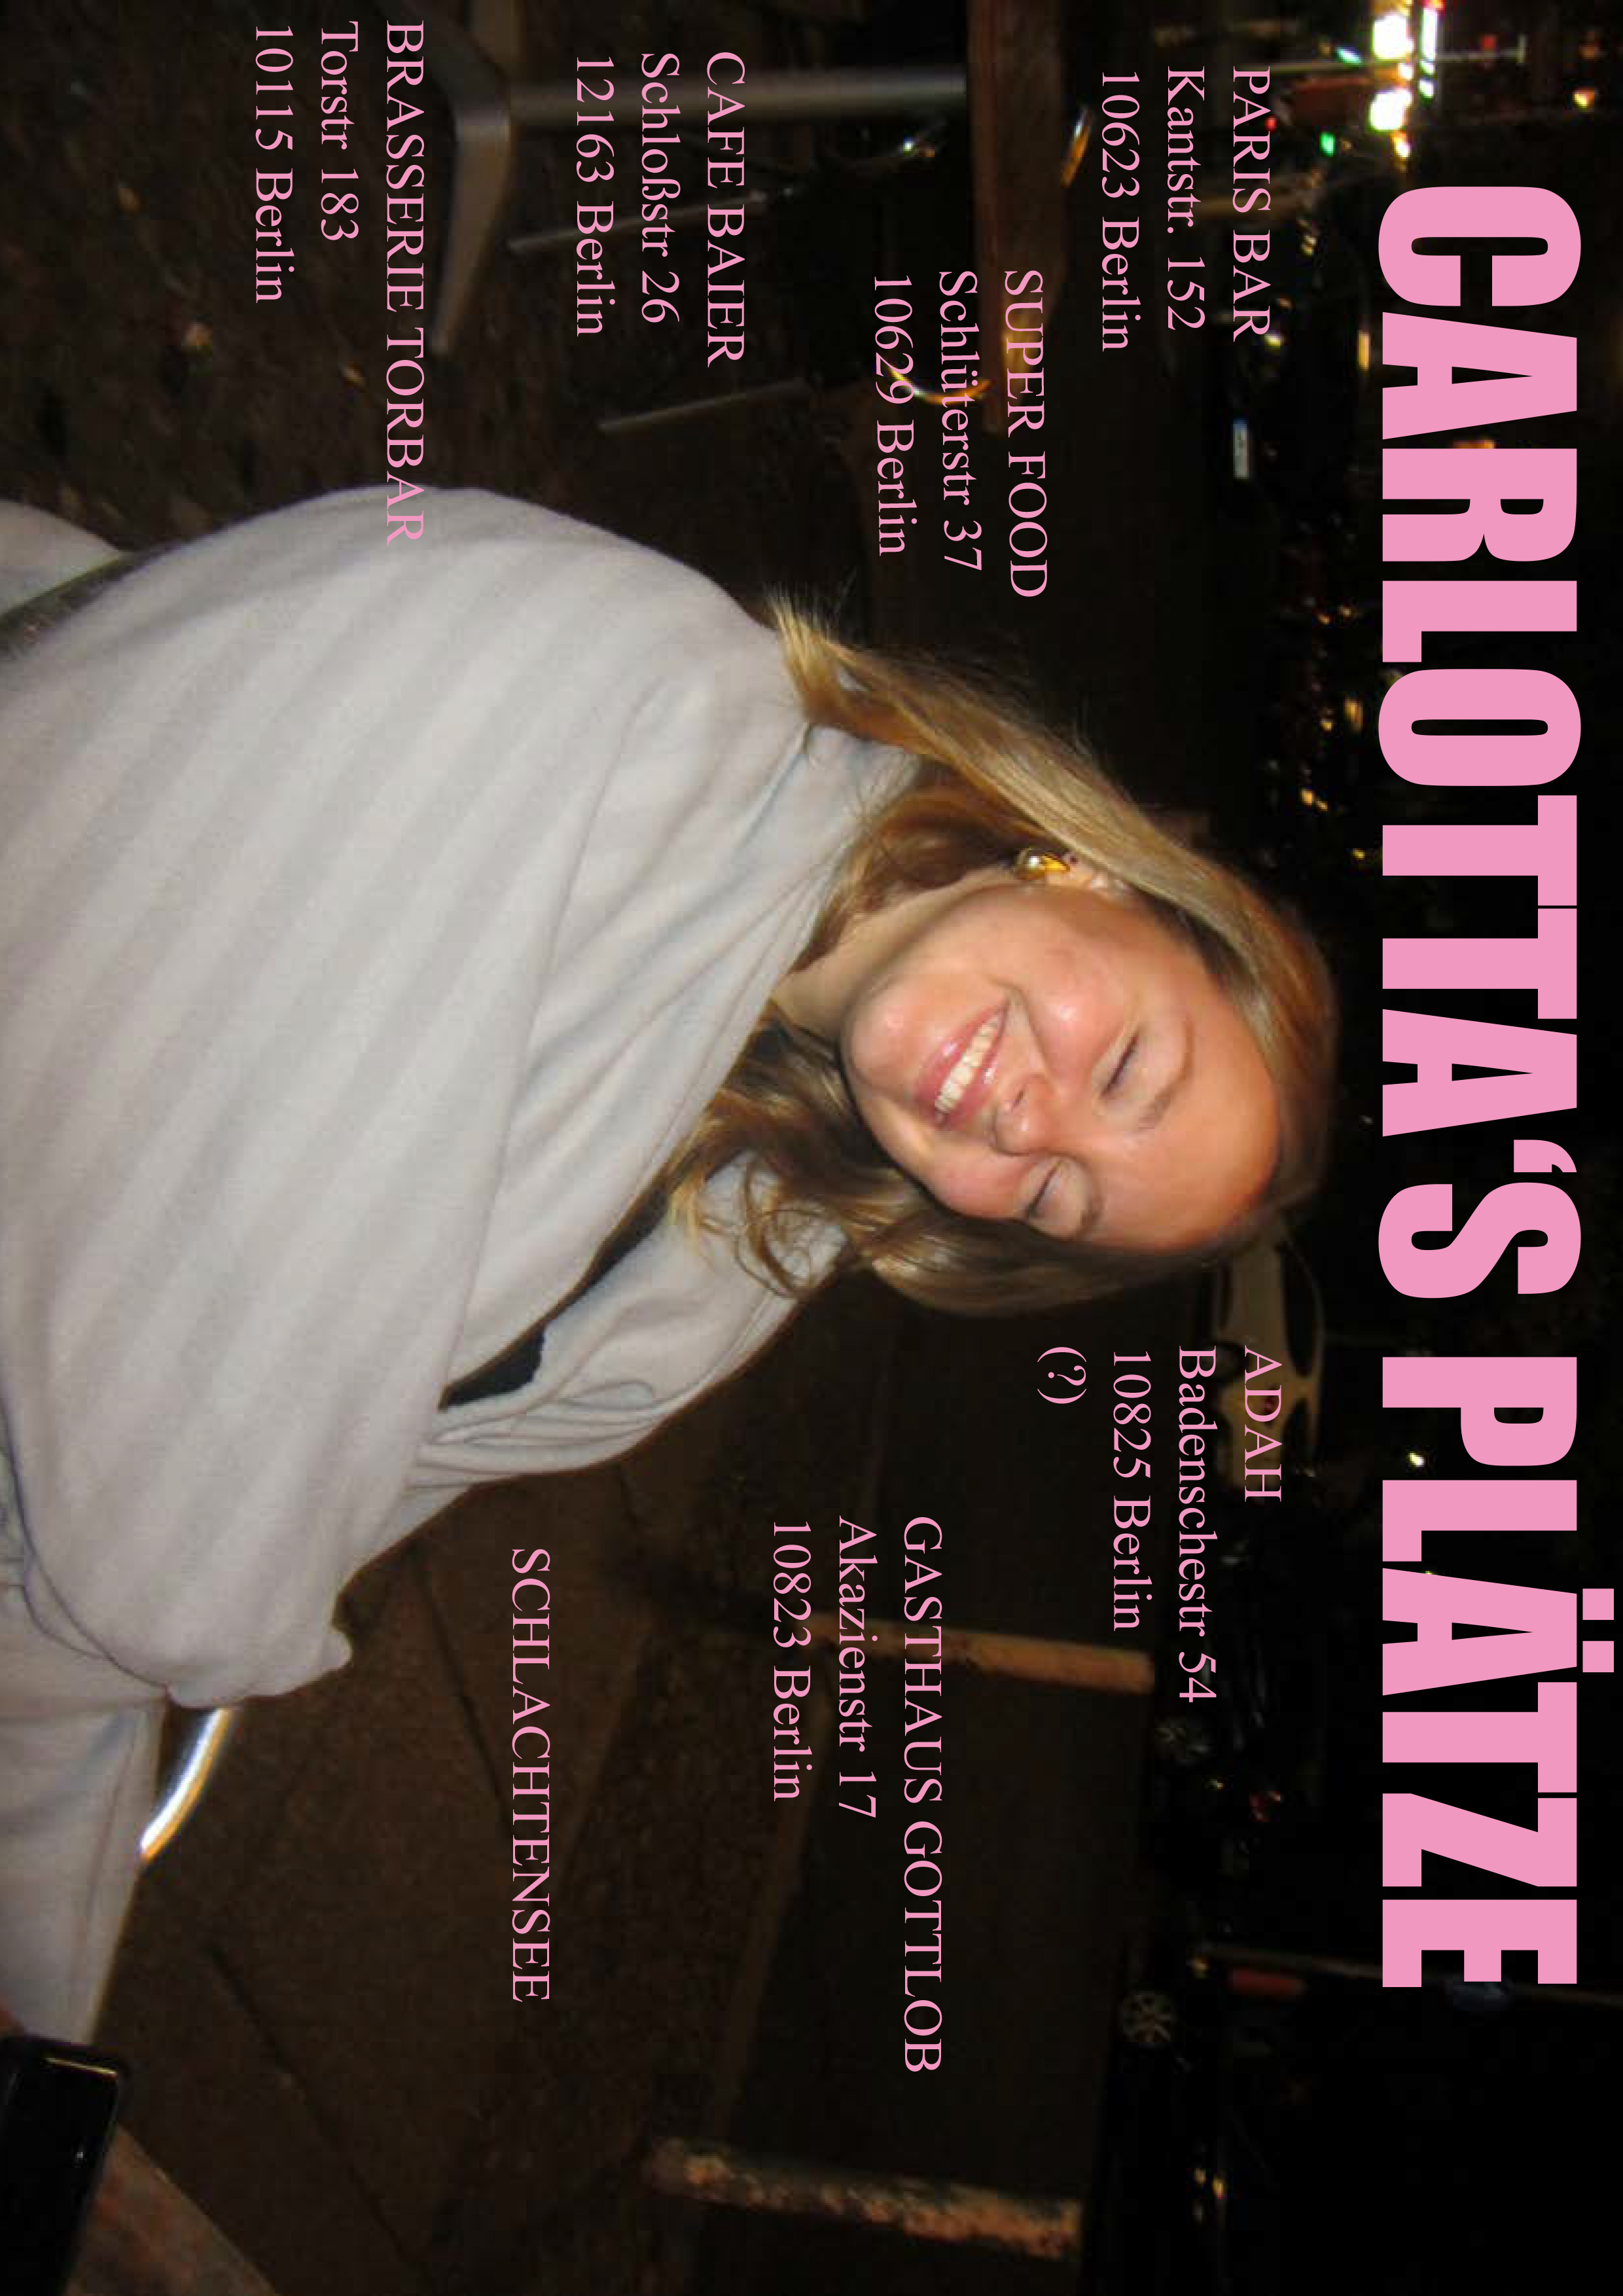 CARLOTTA‘S PLÄTZE
PARIS BAR
Kantstr. 152
10623 Berlin
SUPER FOOD
Schlüterstr 37
10629 Berlin
CAFE BAIER
Schloßstr 26
12163 Berlin
BRASSERIE TORBAR
Torstr 183
10115 Berlin
ADAH
Badenschestr 54
10825 Berlin
(?)
GASTHAUS GOTTLOB
Akazienstr 17
10823 Berlin
SCHLACHTENSEE